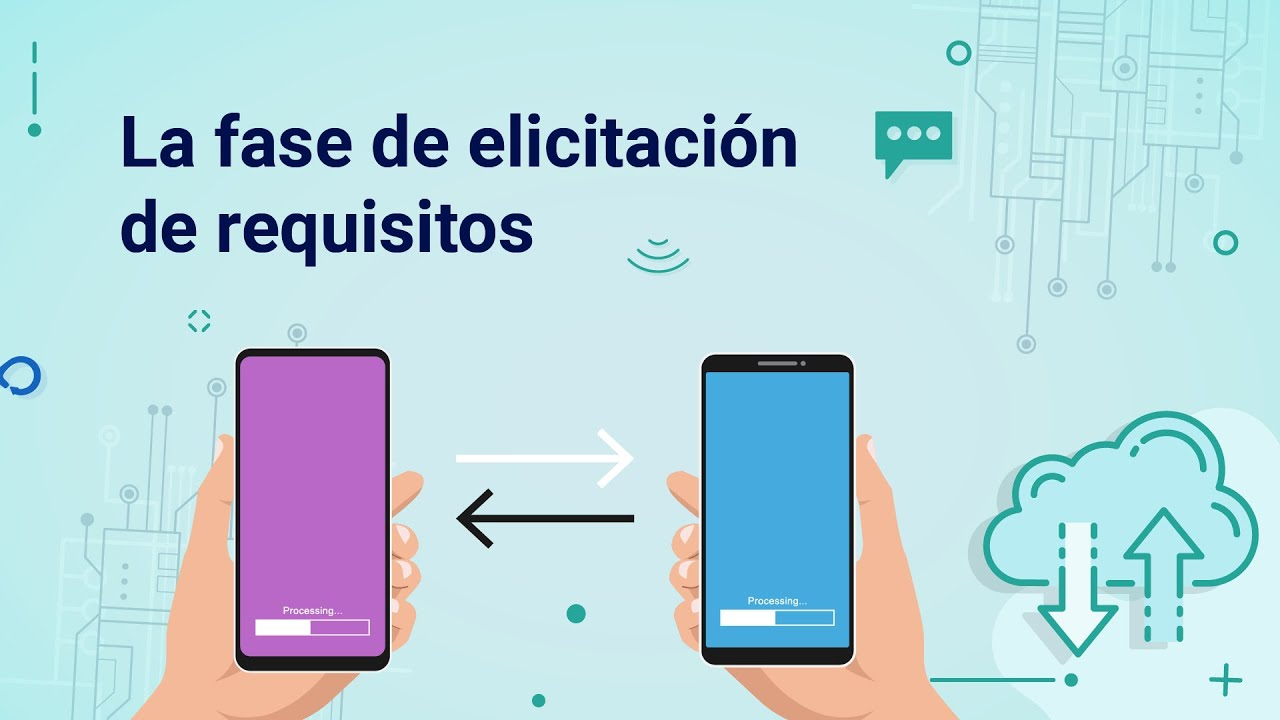 La fase de elicitación
de requisitos
Processing...
Processing...